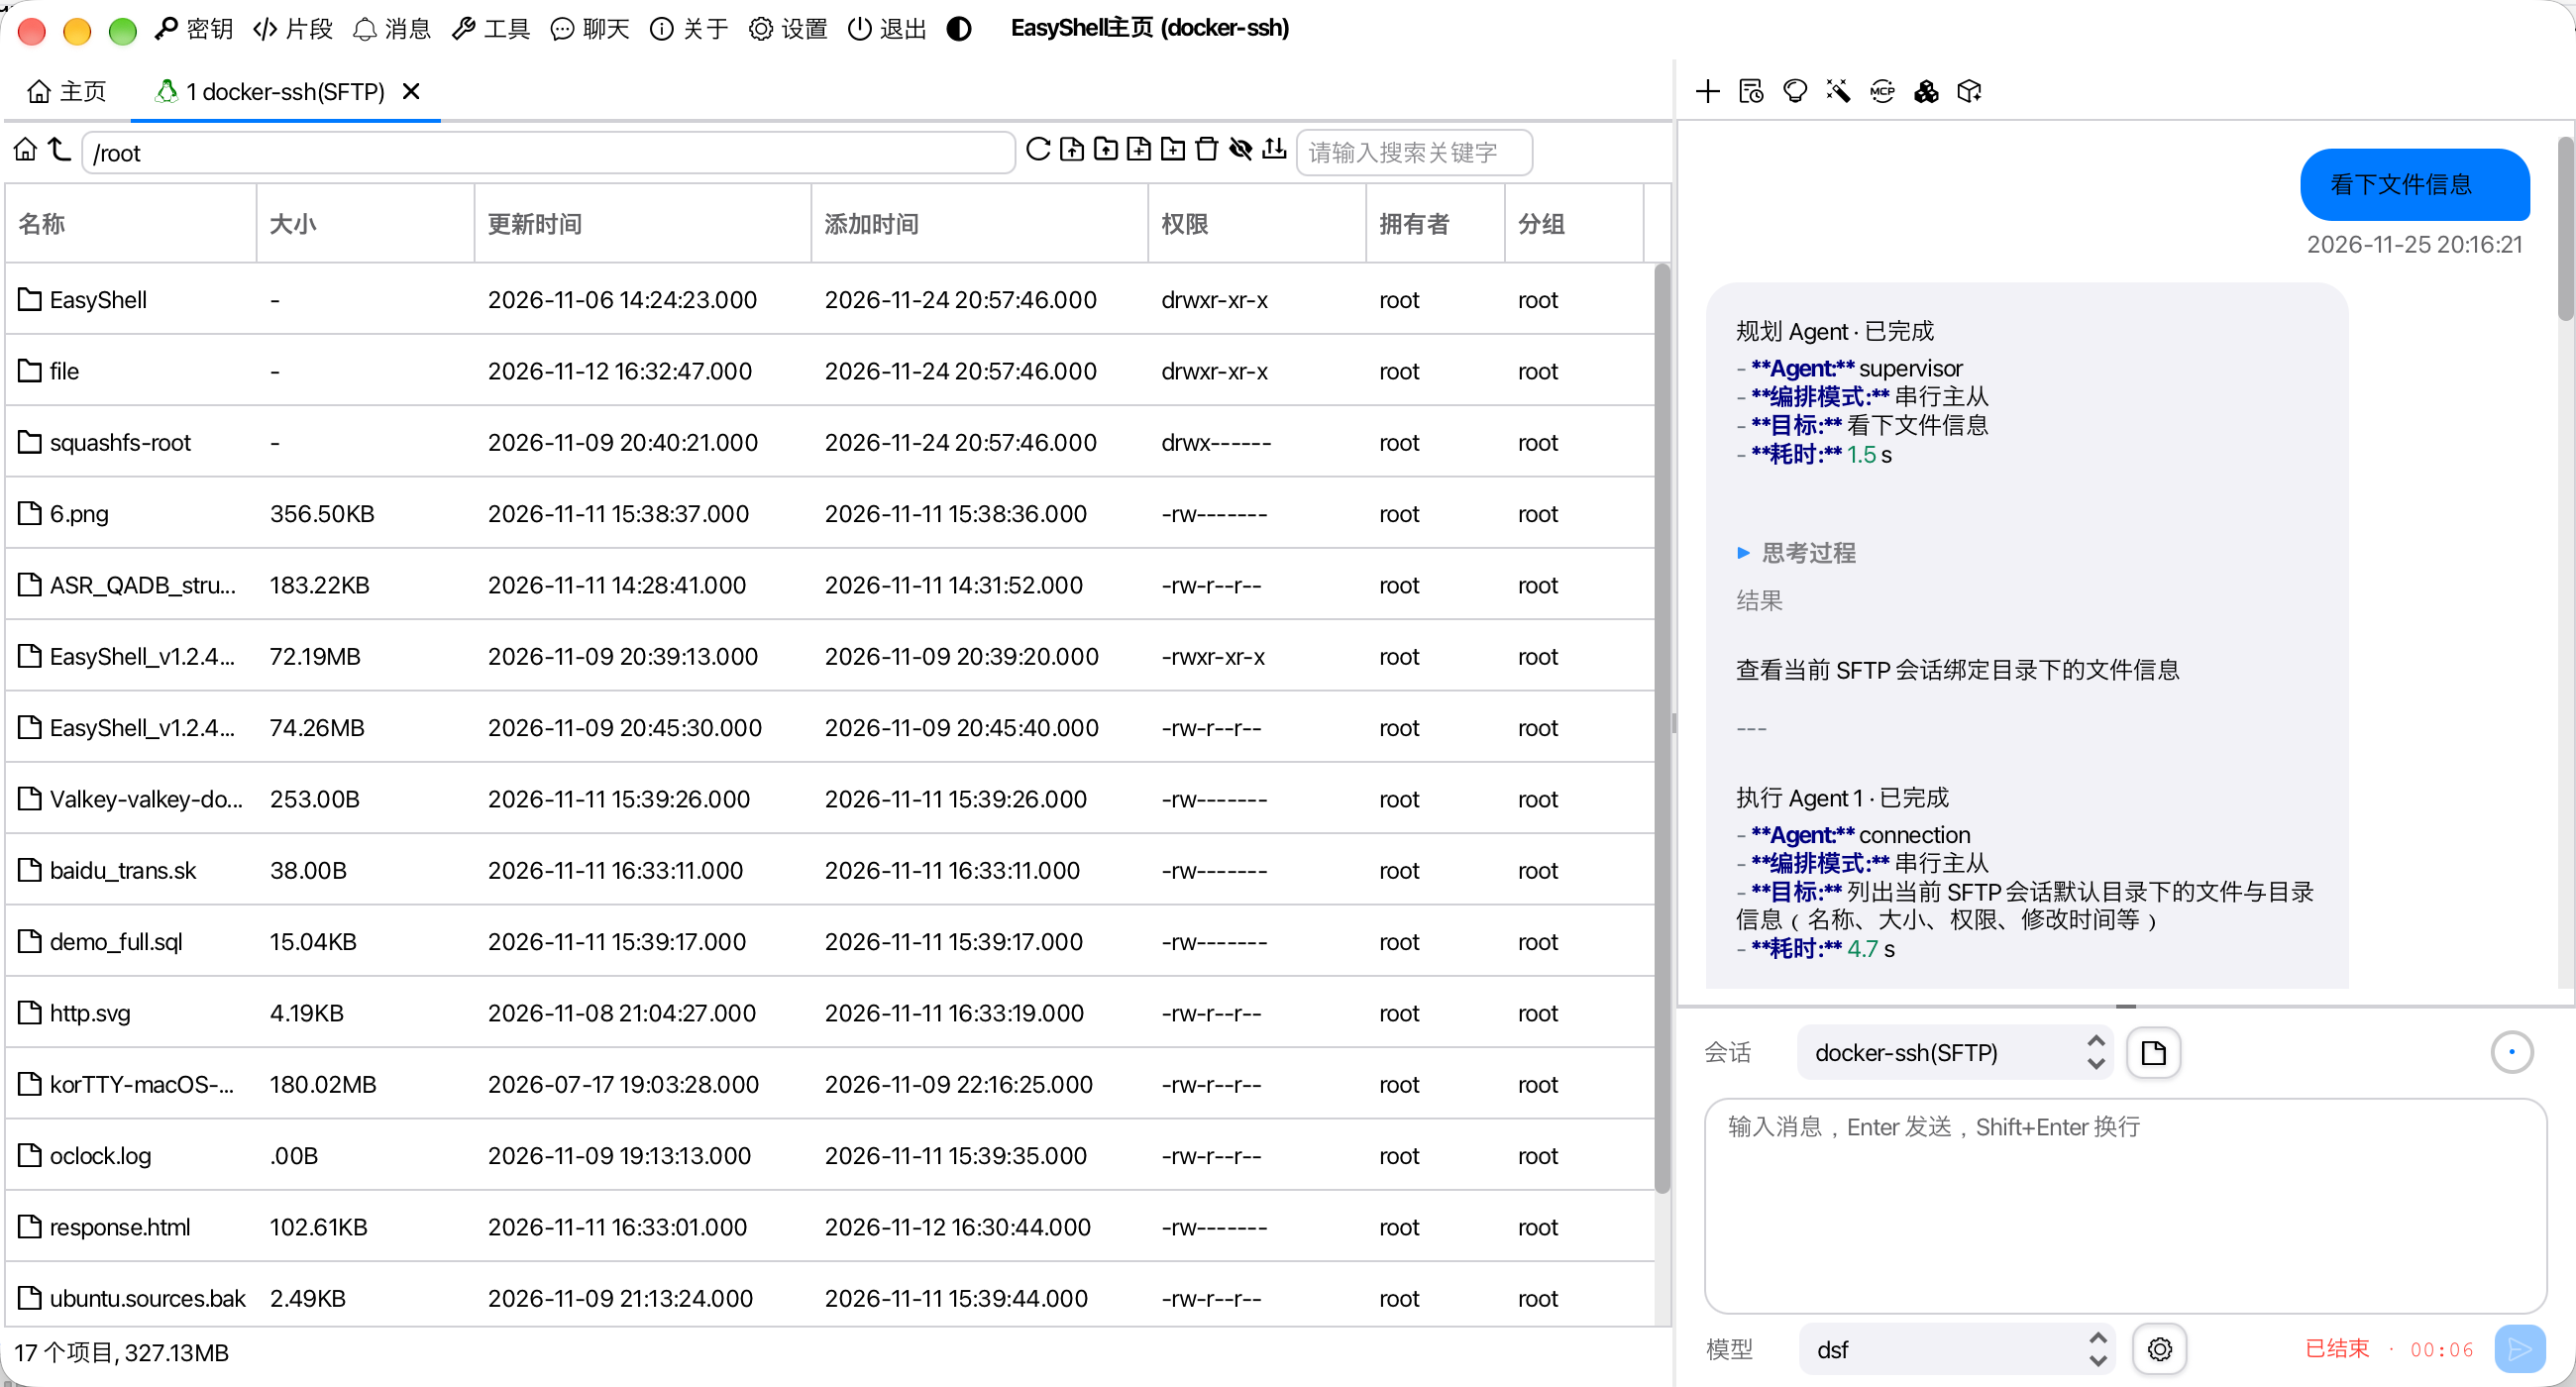 密钥 片段 消息 工具 聊天 关于 设置 退出 EasyShell主页 (docker-ssh)
主页 1 docker-ssh(SFTP)
MCP
/root 请输入搜索关键字
名称 大小 更新时间 添加时间 权限 拥有者 分组
EasyShell - 2026-11-06 14:24:23.000 2026-11-24 20:57:46.000 drwxr-xr-x root root
file - 2026-11-12 16:32:47.000 2026-11-24 20:57:46.000 drwxr-xr-x root root
squashfs-root - 2026-11-09 20:40:21.000 2026-11-24 20:57:46.000 drwx------ root root
6.png 356.50KB 2026-11-11 15:38:37.000 2026-11-11 15:38:36.000 -rw------- root root
ASR_QADB_stru... 183.22KB 2026-11-11 14:28:41.000 2026-11-11 14:31:52.000 -rw-r--r-- root root
EasyShell_v1.2.4... 72.19MB 2026-11-09 20:39:13.000 2026-11-09 20:39:20.000 -rwxr-xr-x root root
EasyShell_v1.2.4... 74.26MB 2026-11-09 20:45:30.000 2026-11-09 20:45:40.000 -rw-r--r-- root root
Valkey-valkey-do... 253.00B 2026-11-11 15:39:26.000 2026-11-11 15:39:26.000 -rw------- root root
baidu_trans.sk 38.00B 2026-11-11 16:33:11.000 2026-11-11 16:33:11.000 -rw------- root root
demo_full.sql 15.04KB 2026-11-11 15:39:17.000 2026-11-11 15:39:17.000 -rw------- root root
http.svg 4.19KB 2026-11-08 21:04:27.000 2026-11-11 16:33:19.000 -rw-r--r-- root root
korTTY-macOS-... 180.02MB 2026-07-17 19:03:28.000 2026-11-09 22:16:25.000 -rw-r--r-- root root
oclock.log .00B 2026-11-09 19:13:13.000 2026-11-11 15:39:35.000 -rw-r--r-- root root
response.html 102.61KB 2026-11-11 16:33:01.000 2026-11-12 16:30:44.000 -rw------- root root
ubuntu.sources.bak 2.49KB 2026-11-09 21:13:24.000 2026-11-11 15:39:44.000 -rw-r--r-- root root
17 个项目, 327.13MB
看下文件信息
2026-11-25 20:16:21
规划 Agent · 已完成
- **Agent:** supervisor
- **编排模式:** 串行主从
- **目标:** 看下文件信息
- **耗时:** 1.5 s
思考过程
结果
查看当前 SFTP 会话绑定目录下的文件信息
---
执行 Agent 1 · 已完成
- **Agent:** connection
- **编排模式:** 串行主从
- **目标:** 列出当前 SFTP 会话默认目录下的文件与目录
信息（名称、大小、权限、修改时间等）
- **耗时:** 4.7 s
会话 docker-ssh(SFTP)
输入消息，Enter 发送，Shift+Enter 换行
模型 dsf 已结束 · 00:06